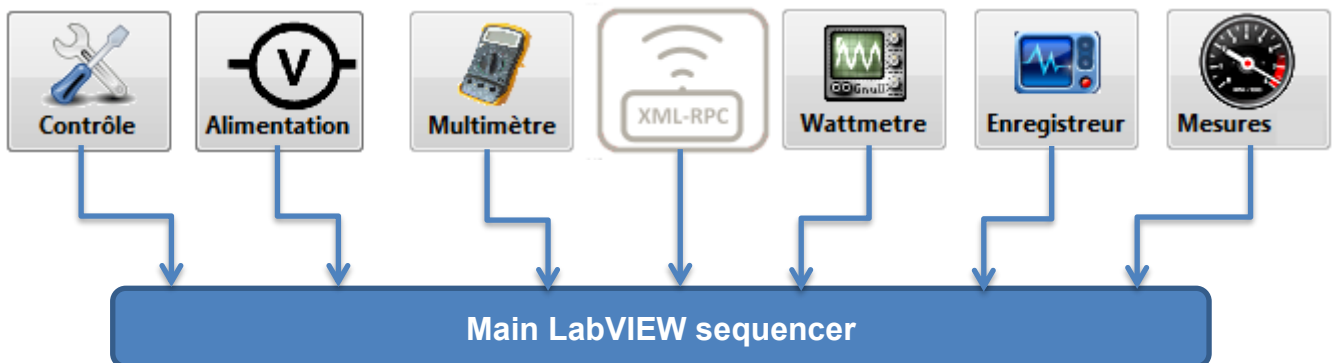 Contrôle
V
Alimentation
Multimètre
XML-RPC
Wattmetre
Enregistreur
Mesures
Main LabVIEW sequencer